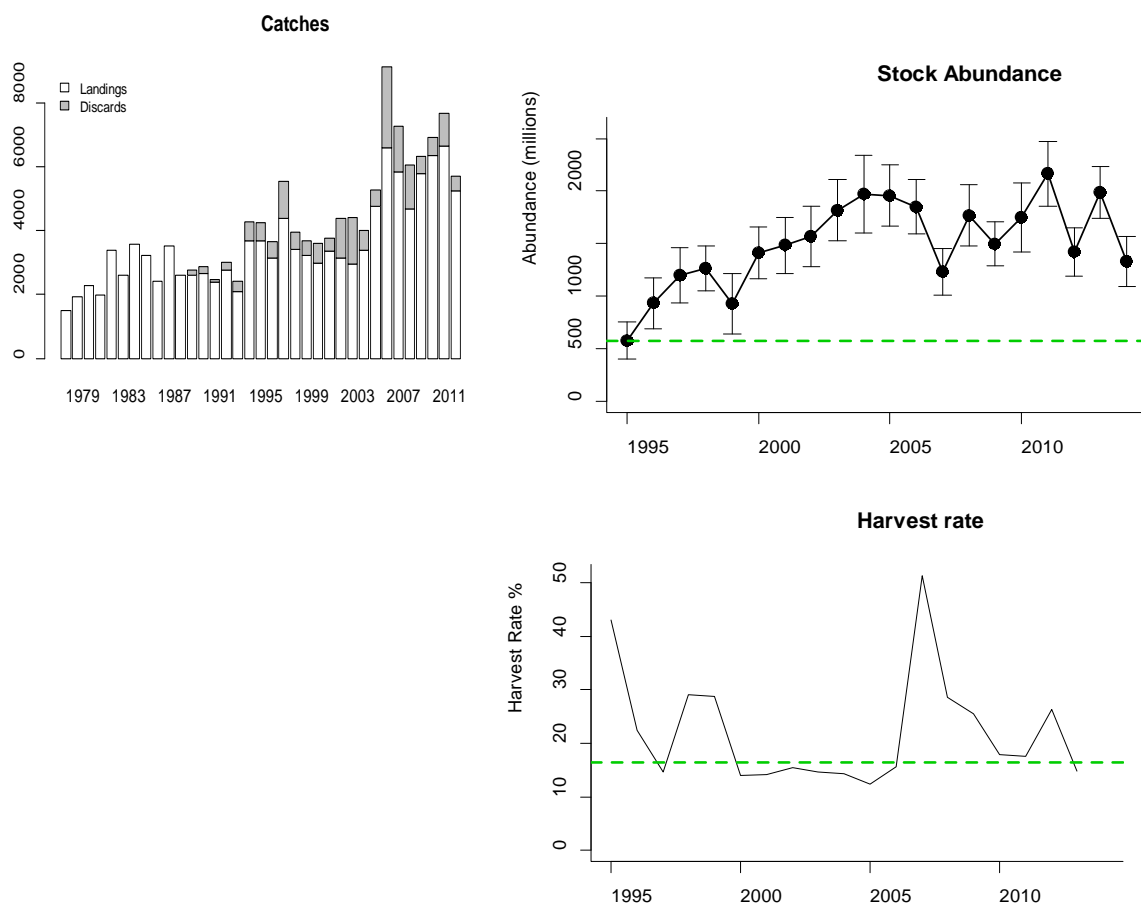 Catches
8000
6000
4000
2000
0
Landings
Discards
1979 1983 1987 1991 1995 1999 2003 2007 2011
Stock Abundance
Abundance (millions)
2000
1000
500
0
1995 2000 2005 2010
Harvest rate
Harvest Rate %
50
40
30
20
10
0
1995 2000 2005 2010